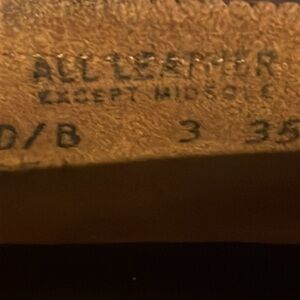 ALL LEATHER
EXCEPT MIDSOLE
D/B 3 35